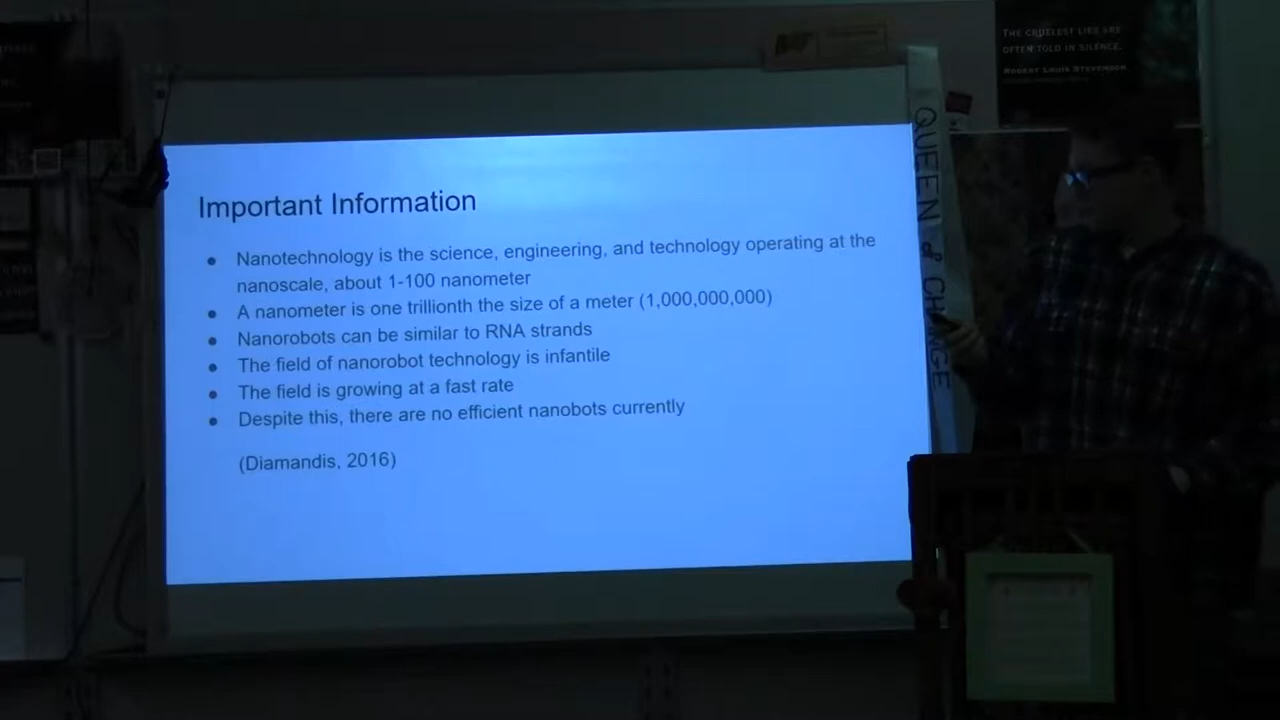 THE CRUELEST LIES ARE
OFTEN TOLD IN SILENCE.
ROBERT LOUIS STEVENSON
QUEEN of CHANGE
Important Information
● Nanotechnology is the science, engineering, and technology operating at the
nanoscale, about 1-100 nanometer
● A nanometer is one trillionth the size of a meter (1,000,000,000)
● Nanorobots can be similar to RNA strands
● The field of nanorobot technology is infantile
● The field is growing at a fast rate
● Despite this, there are no efficient nanobots currently
(Diamandis, 2016)